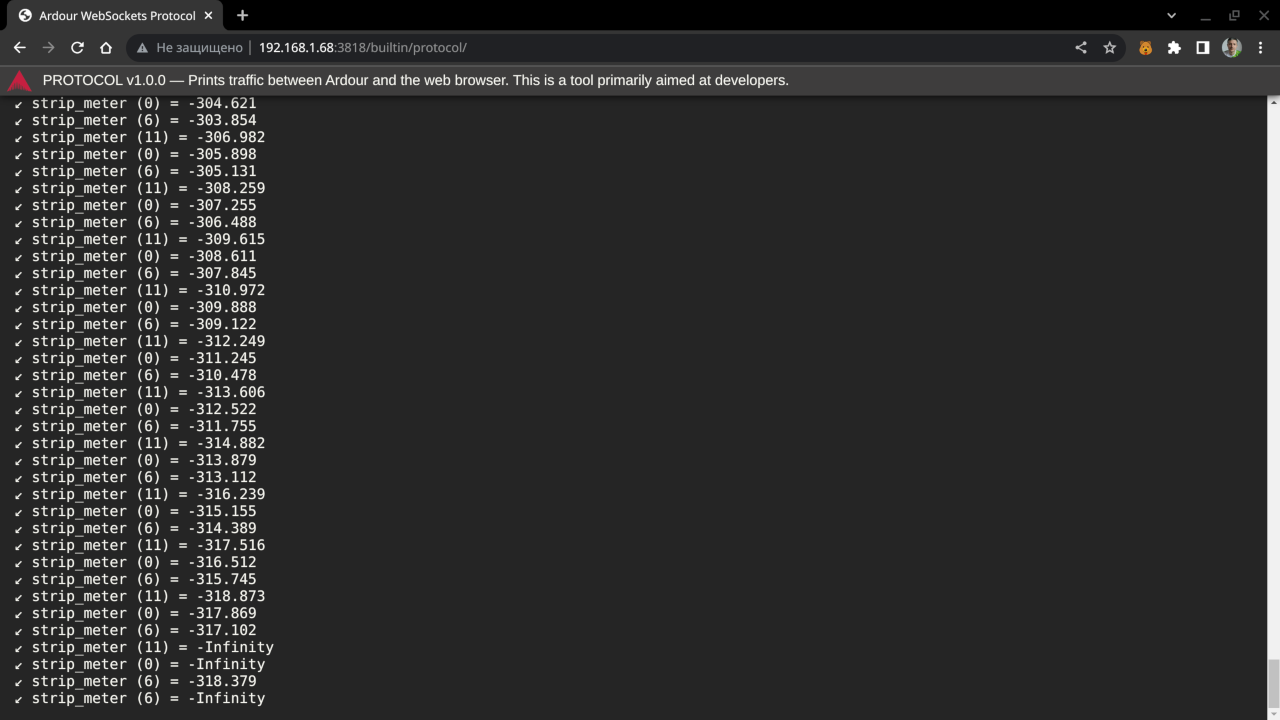 Ardour WebSockets Protocol
Не защищено 192.168.1.68:3818/builtin/protocol/
PROTOCOL v1.0.0 — Prints traffic between Ardour and the web browser. This is a tool primarily aimed at developers.
↙ strip_meter (0) = -304.621
↙ strip_meter (6) = -303.854
↙ strip_meter (11) = -306.982
↙ strip_meter (0) = -305.898
↙ strip_meter (6) = -305.131
↙ strip_meter (11) = -308.259
↙ strip_meter (0) = -307.255
↙ strip_meter (6) = -306.488
↙ strip_meter (11) = -309.615
↙ strip_meter (0) = -308.611
↙ strip_meter (6) = -307.845
↙ strip_meter (11) = -310.972
↙ strip_meter (0) = -309.888
↙ strip_meter (6) = -309.122
↙ strip_meter (11) = -312.249
↙ strip_meter (0) = -311.245
↙ strip_meter (6) = -310.478
↙ strip_meter (11) = -313.606
↙ strip_meter (0) = -312.522
↙ strip_meter (6) = -311.755
↙ strip_meter (11) = -314.882
↙ strip_meter (0) = -313.879
↙ strip_meter (6) = -313.112
↙ strip_meter (11) = -316.239
↙ strip_meter (0) = -315.155
↙ strip_meter (6) = -314.389
↙ strip_meter (11) = -317.516
↙ strip_meter (0) = -316.512
↙ strip_meter (6) = -315.745
↙ strip_meter (11) = -318.873
↙ strip_meter (0) = -317.869
↙ strip_meter (6) = -317.102
↙ strip_meter (11) = -Infinity
↙ strip_meter (0) = -Infinity
↙ strip_meter (6) = -318.379
↙ strip_meter (6) = -Infinity